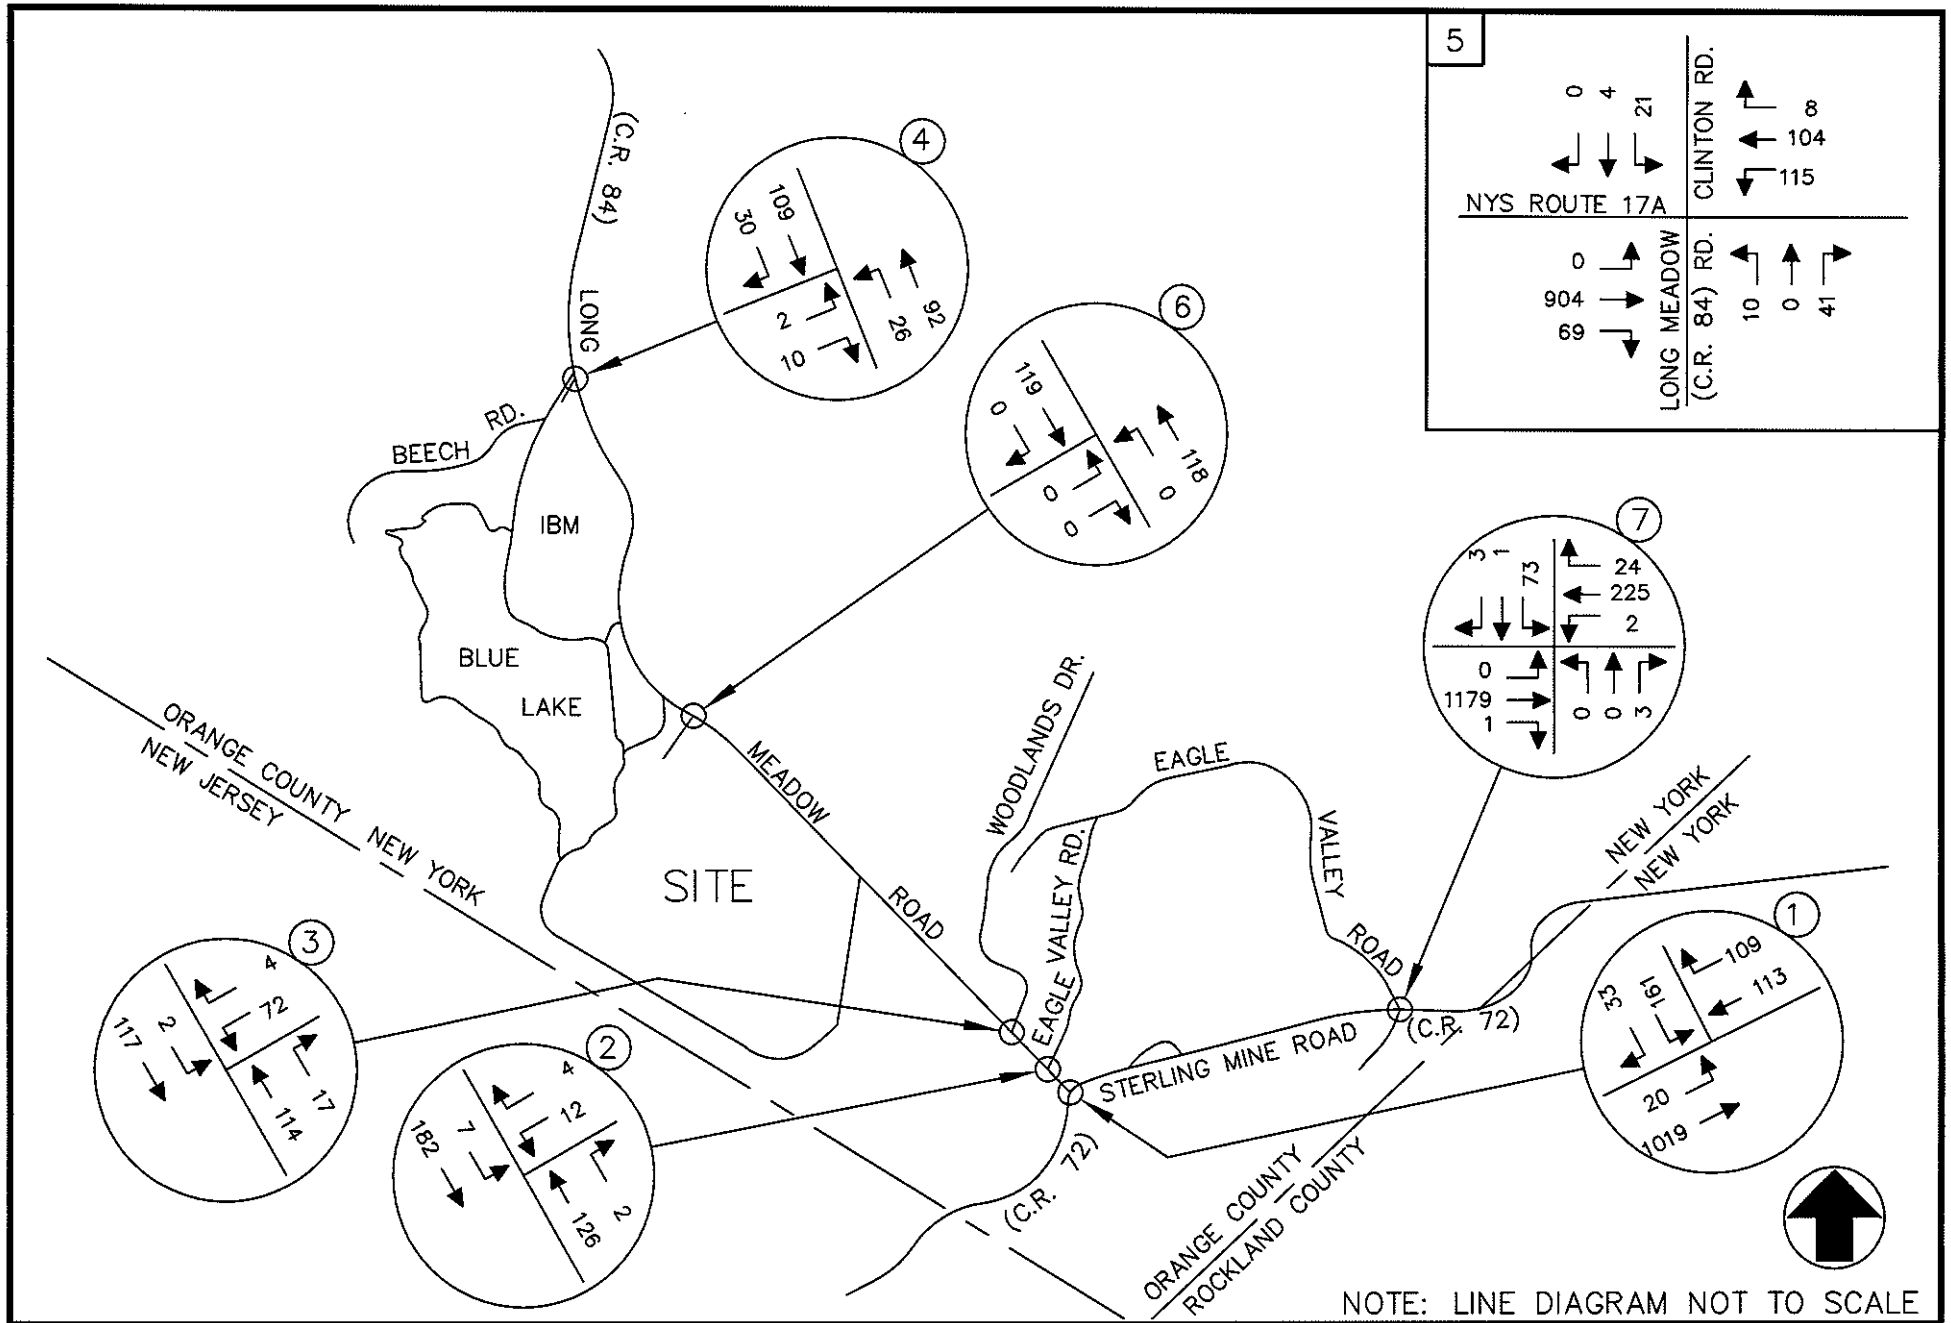 5
0
4
21
CLINTON RD.
8
104
115
NYS ROUTE 17A
LONG MEADOW
(C.R. 84) RD.
0
904
69
10
0
41
(C.R. 84)
LONG
4
109
30
2
10
26
92
6
119
0
0
0
118
0
BEECH RD.
IBM
BLUE
LAKE
7
3
1
73
24
225
2
0
1179
1
0
0
3
ORANGE COUNTY NEW YORK
NEW JERSEY
MEADOW
ROAD
SITE
WOODLANDS DR.
EAGLE
VALLEY
ROAD
EAGLE VALLEY RD.
NEW YORK
NEW YORK
STERLING MINE ROAD
(C.R. 72)
(C.R. 72)
3
4
72
2
117
17
114
2
4
12
7
182
2
126
1
109
113
33
161
20
1019
ORANGE COUNTY
ROCKLAND COUNTY
NOTE: LINE DIAGRAM NOT TO SCALE